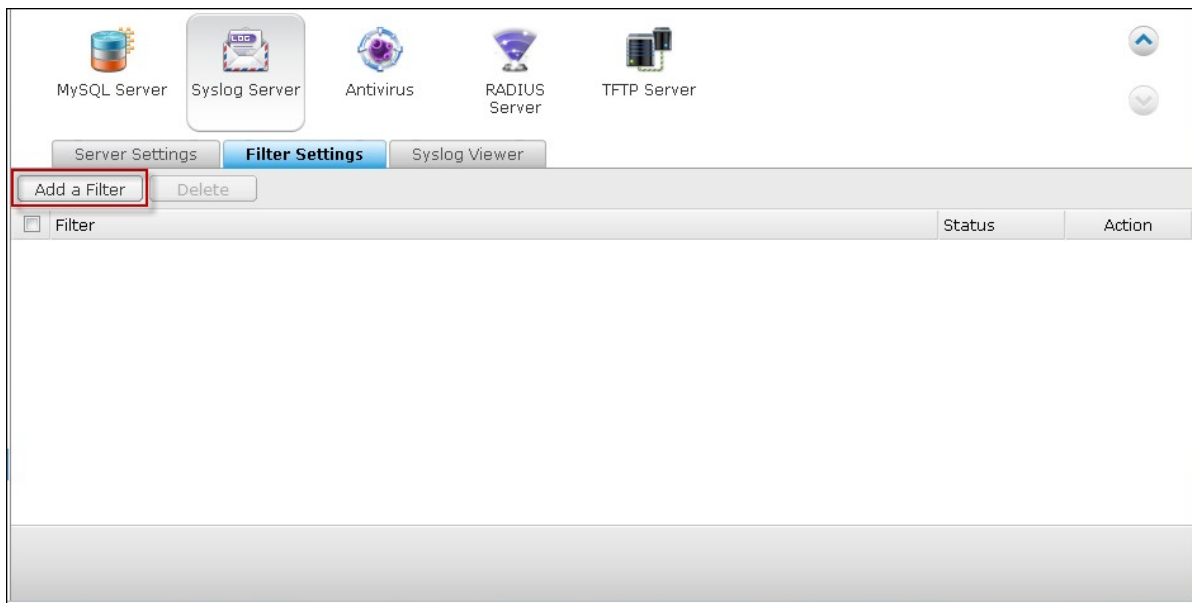 LOG
MySQL Server
Syslog Server
Antivirus
RADIUS
Server
TFTP Server
Server Settings
Filter Settings
Syslog Viewer
Add a Filter
Delete
Filter
Status
Action